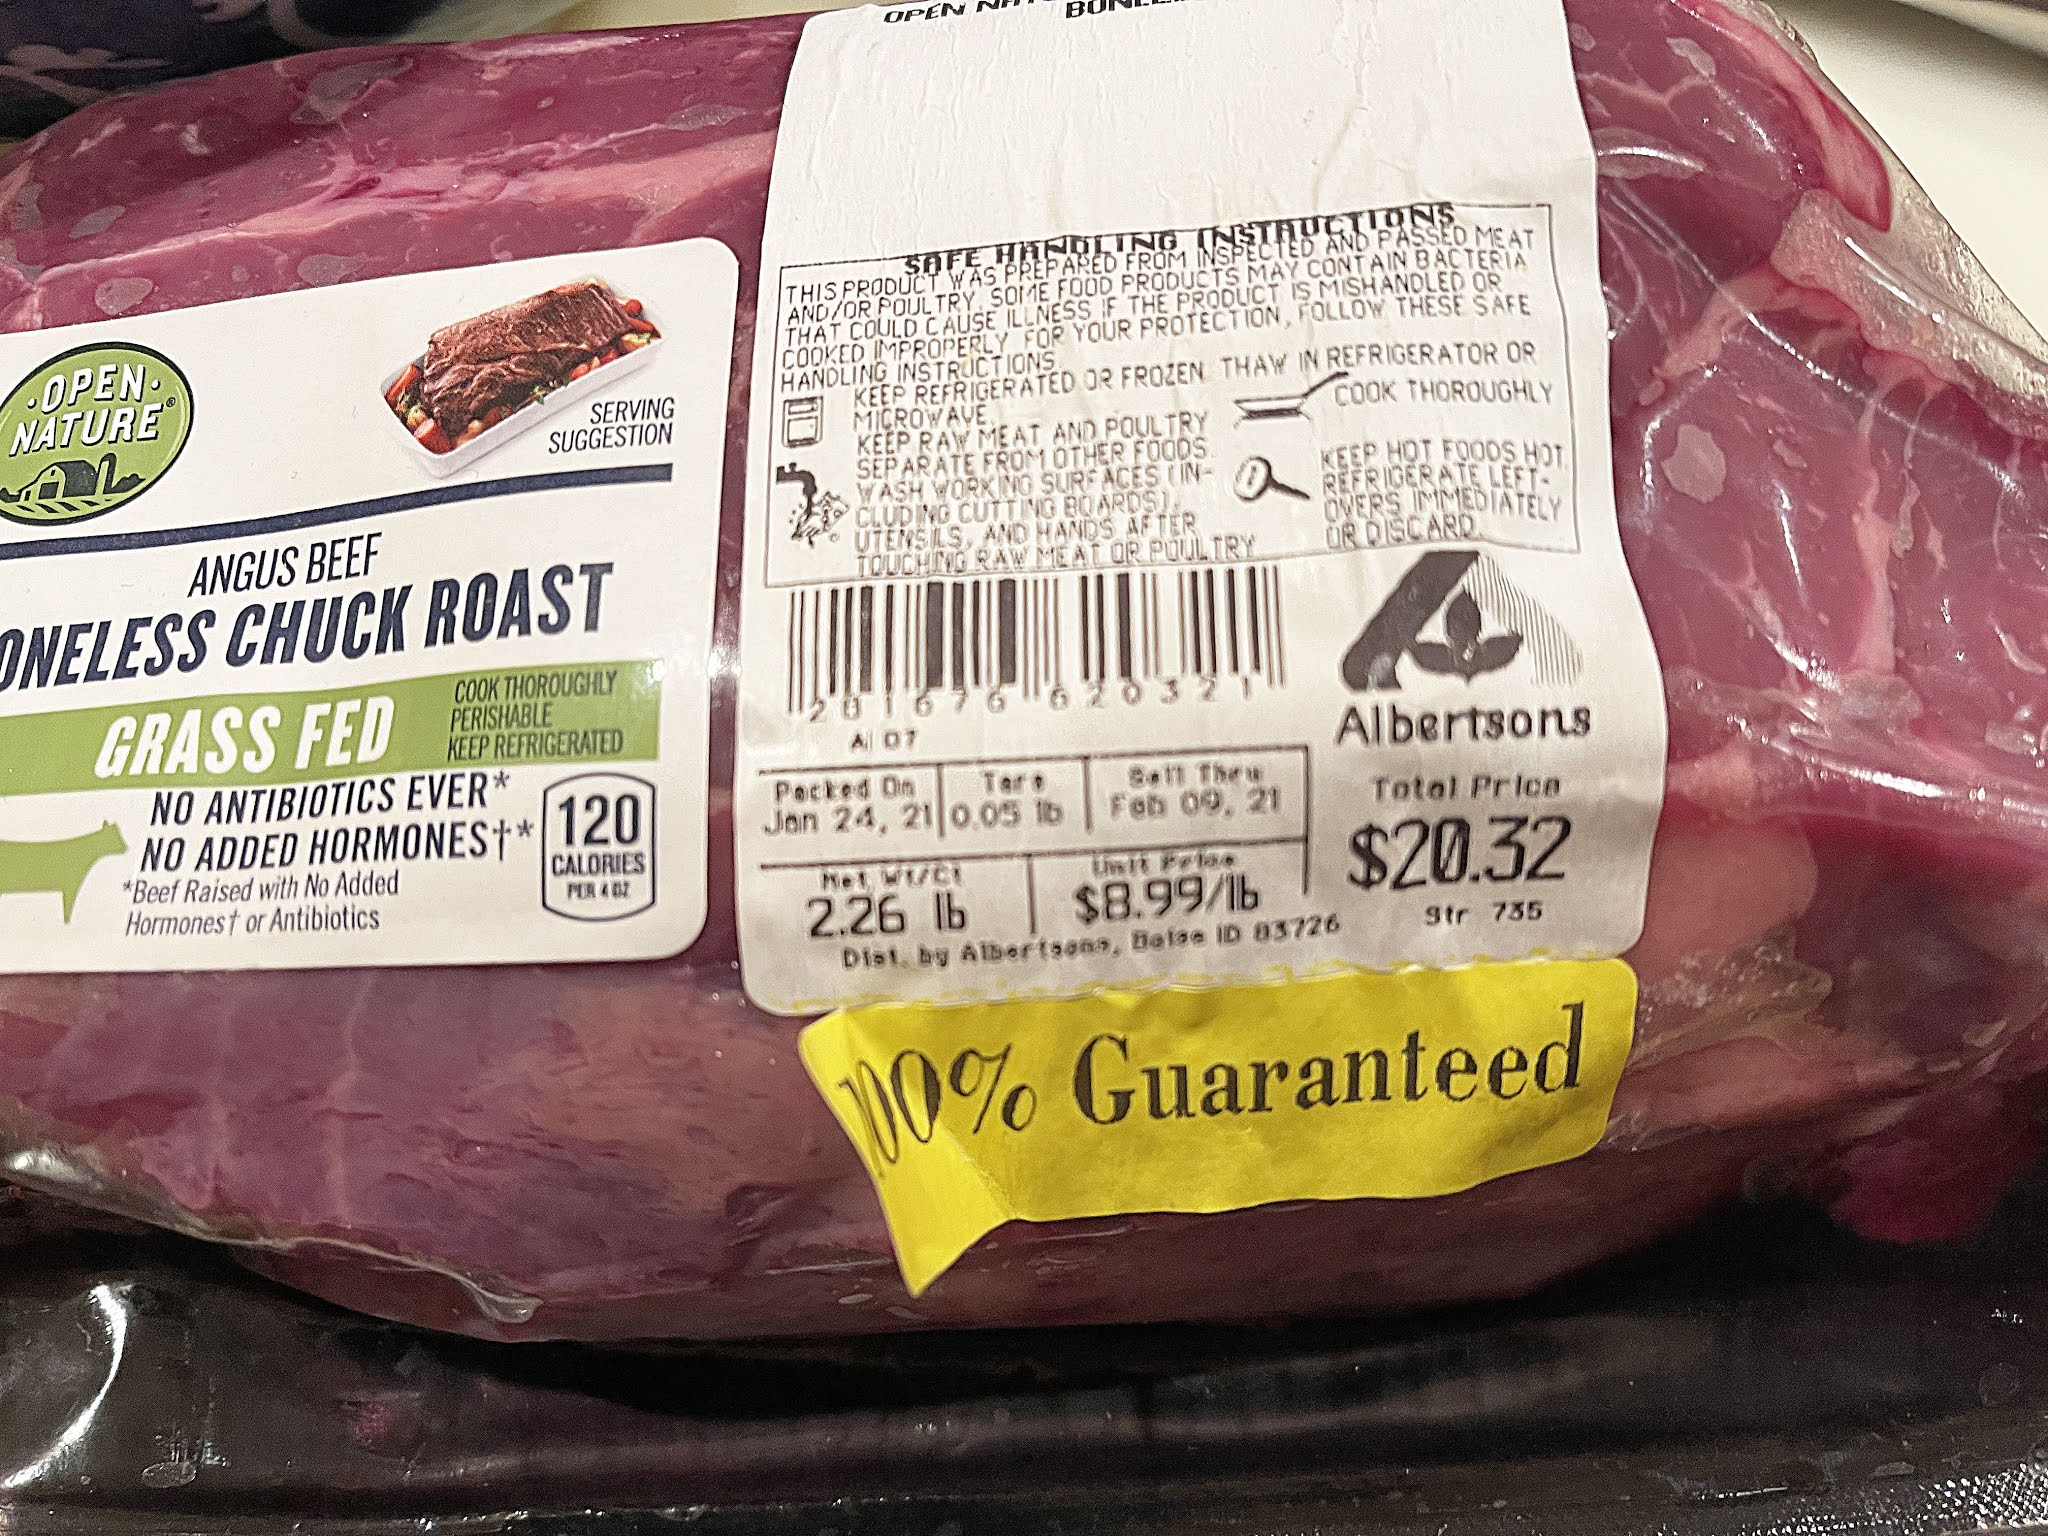 OPEN
NATURE®
SERVING
SUGGESTION
ANGUS BEEF
ONELESS CHUCK ROAST
GRASS FED
COOK THOROUGHLY
PERISHABLE
KEEP REFRIGERATED
NO ANTIBIOTICS EVER*
NO ADDED HORMONES†*
*Beef Raised with No Added
Hormones† or Antibiotics
120
CALORIES
PER 4 OZ
OPEN
SAFE HANDLING INSTRUCTIONS
THIS PRODUCT WAS PREPARED FROM INSPECTED AND PASSED MEAT
AND/OR POULTRY. SOME FOOD PRODUCTS MAY CONTAIN BACTERIA
THAT COULD CAUSE ILLNESS IF THE PRODUCT IS MISHANDLED OR
COOKED IMPROPERLY. FOR YOUR PROTECTION, FOLLOW THESE SAFE
HANDLING INSTRUCTIONS.
KEEP REFRIGERATED OR FROZEN. THAW IN REFRIGERATOR OR
MICROWAVE.
KEEP RAW MEAT AND POULTRY
SEPARATE FROM OTHER FOODS.
WASH WORKING SURFACES (IN-
CLUDING CUTTING BOARDS),
UTENSILS, AND HANDS AFTER
TOUCHING RAW MEAT OR POULTRY
COOK THOROUGHLY
KEEP HOT FOODS HOT.
REFRIGERATE LEFT-
OVERS IMMEDIATELY
OR DISCARD.
2 81676 62032 1
Albertsons
Packed On
Jan 24, 21
Tare
0.05 lb
Sell Thru
Feb 09, 21
Net Wt/Ct
2.26 lb
Unit Price
$8.99/lb
Total Price
$20.32
Str 735
Dist. by Albertsons, Boise ID 83726
100% Guaranteed